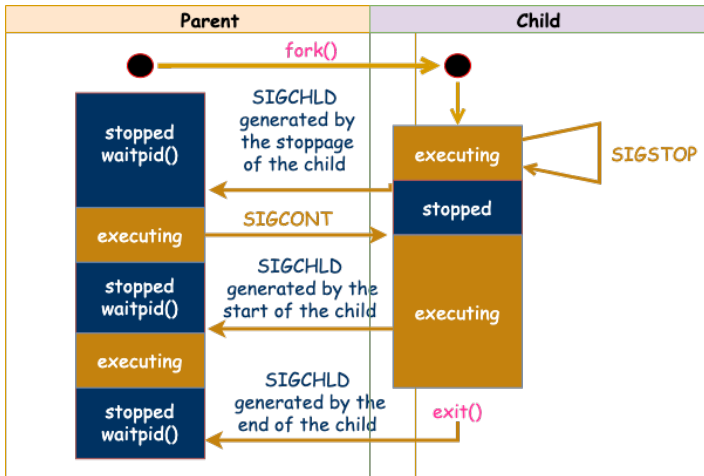 Parent
Child
fork()
SIGCHLD
generated by
the stoppage
of the child
stopped
waitpid()
executing
SIGSTOP
stopped
SIGCONT
executing
SIGCHLD
generated by the
start of the child
stopped
waitpid()
executing
executing
SIGCHLD
generated by the
end of the child
stopped
waitpid()
exit()